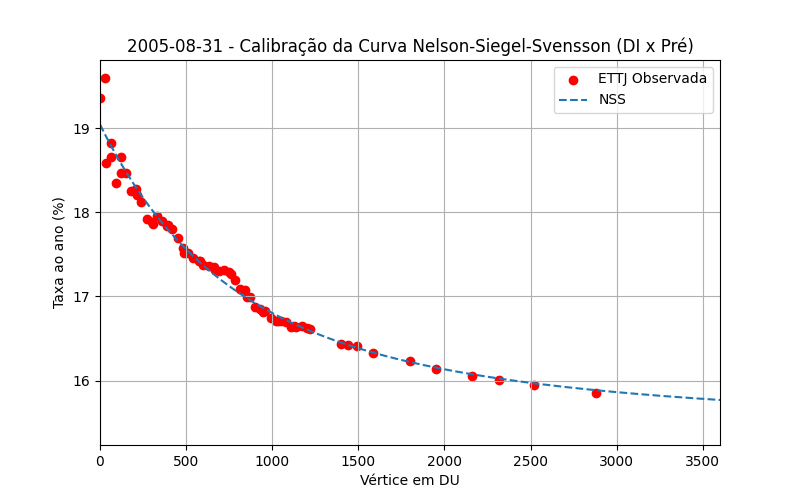 2005-08-31 - Calibração da Curva Nelson-Siegel-Svensson (DI x Pré)
ETTJ Observada
NSS
Taxa ao ano (%)
19
18
17
16
0 500 1000 1500 2000 2500 3000 3500
Vértice em DU